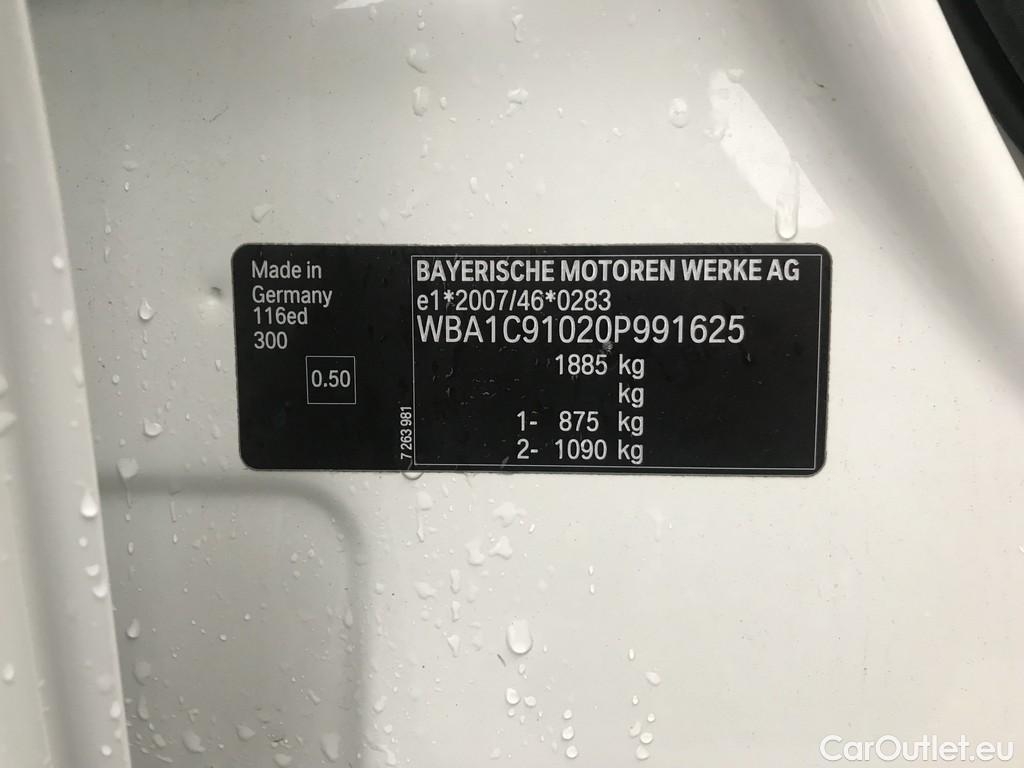 Made in
Germany
116ed
300
0.50
7 263 981
BAYERISCHE MOTOREN WERKE AG
e1*2007/46*0283
WBA1C91020P991625
1885 kg
kg
1- 875 kg
2- 1090 kg
CarOutlet.eu